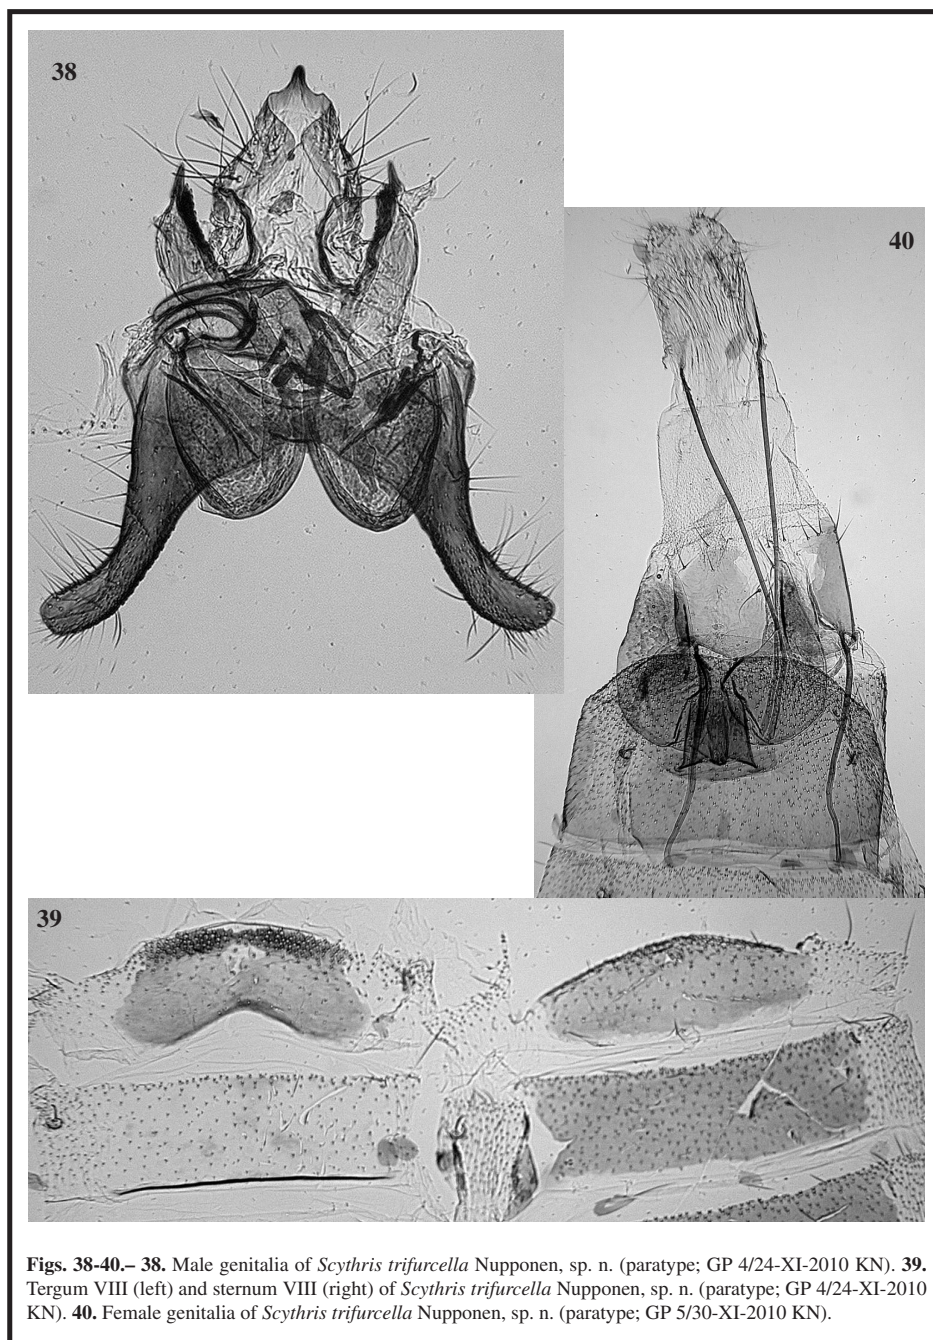 38
40
39
Figs. 38-40.– 38. Male genitalia of Scythris trifurcella Nupponen, sp. n. (paratype; GP 4/24-XI-2010 KN). 39.
Tergum VIII (left) and sternum VIII (right) of Scythris trifurcella Nupponen, sp. n. (paratype; GP 4/24-XI-2010
KN). 40. Female genitalia of Scythris trifurcella Nupponen, sp. n. (paratype; GP 5/30-XI-2010 KN).